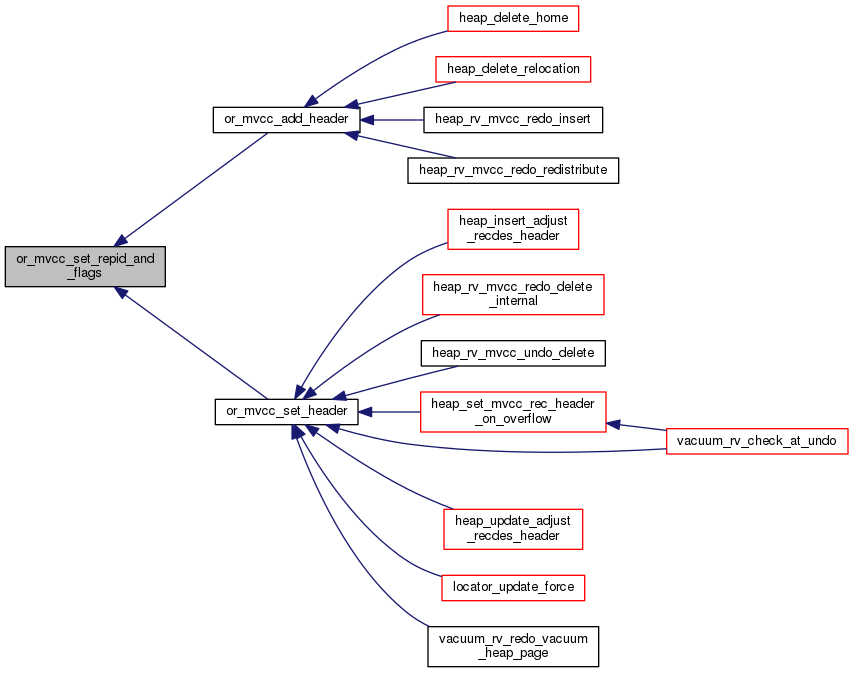 heap_delete_home
heap_delete_relocation
or_mvcc_add_header
heap_rv_mvcc_redo_insert
heap_rv_mvcc_redo_redistribute
or_mvcc_set_repid_and
_flags
heap_insert_adjust
_recdes_header
heap_rv_mvcc_redo_delete
_internal
heap_rv_mvcc_undo_delete
or_mvcc_set_header
heap_set_mvcc_rec_header
_on_overflow
vacuum_rv_check_at_undo
heap_update_adjust
_recdes_header
locator_update_force
vacuum_rv_redo_vacuum
_heap_page